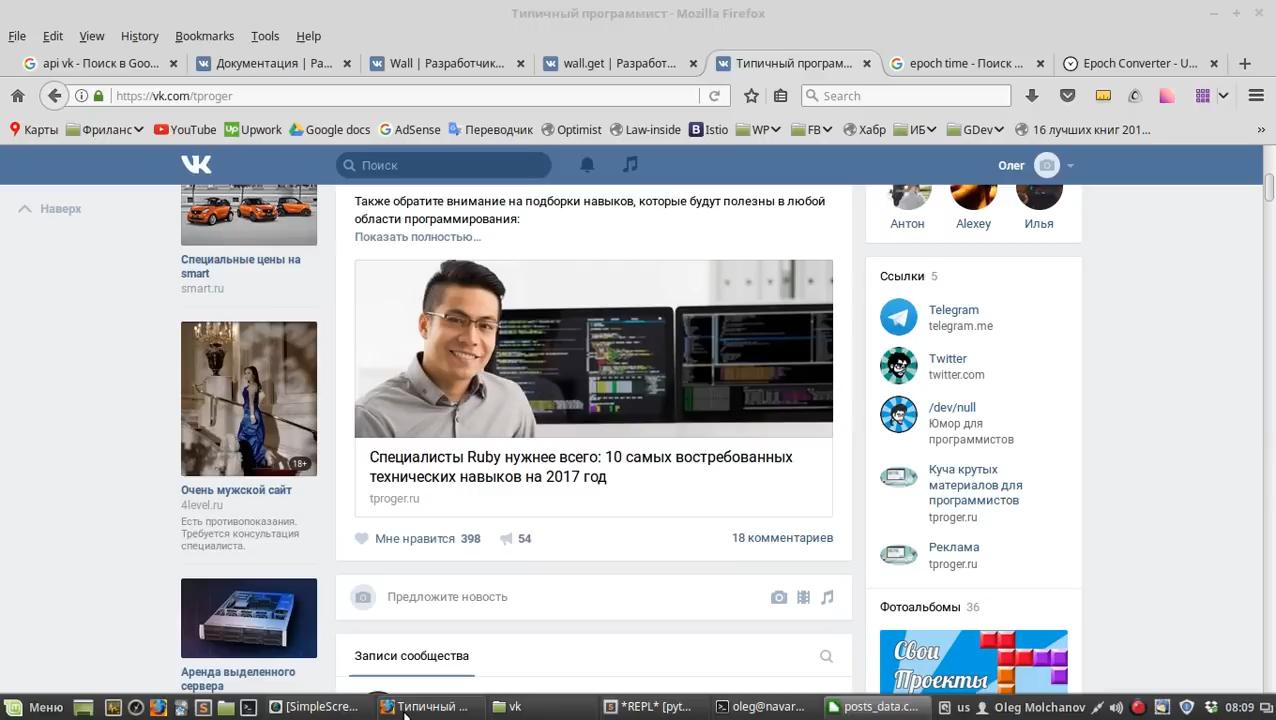 Типичный программист - Mozilla Firefox
File Edit View History Bookmarks Tools Help
api vk - Поиск в Goo...
Документация | Ра...
Wall | Разработчик...
wall.get | Разработ...
Типичный програм...
epoch time - Поиск ...
Epoch Converter - U...
https://vk.com/tproger
Search
Карты Фриланс YouTube Upwork Google docs AdSense Переводчик Optimist Law-inside Istio WP FB Хабр ИБ GDev 16 лучших книг 201...
Поиск
Олег
Наверх
Специальные цены на
smart
smart.ru
18+
Очень мужской сайт
4level.ru
Есть противопоказания.
Требуется консультация
специалиста.
Аренда выделенного
сервера
Также обратите внимание на подборки навыков, которые будут полезны в любой
области программирования:
Показать полностью...
Специалисты Ruby нужнее всего: 10 самых востребованных
технических навыков на 2017 год
tproger.ru
Мне нравится 398 54 18 комментариев
Предложите новость
Записи сообщества
Антон Alexey Илья
Ссылки 5
Telegram
telegram.me
Twitter
twitter.com
/dev/null
Юмор для
программистов
Куча крутых
материалов для
программистов
tproger.ru
Реклама
tproger.ru
Фотоальбомы 36
Свои
Проекты
Меню [SimpleScre... Типичный ... vk *REPL* [pyt... oleg@navar... posts_data.c... us Oleg Molchanov 08:09